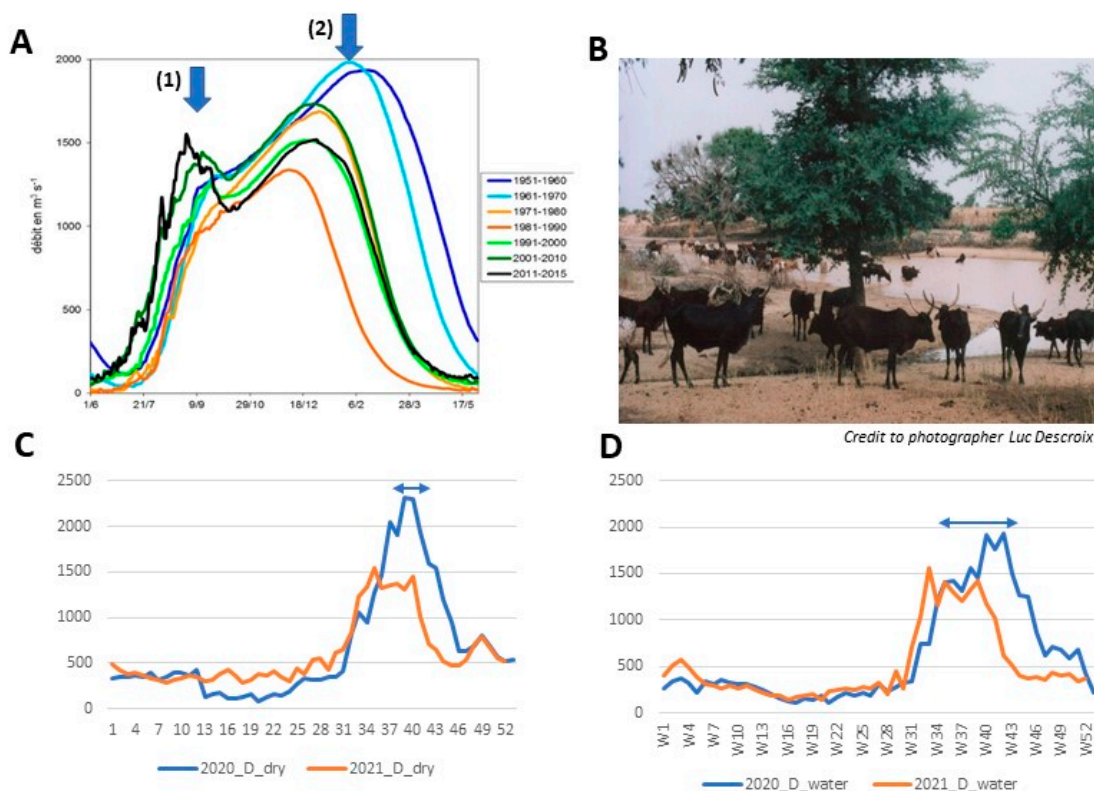 A
(1)
(2)
débit en m³ s⁻¹
2000
1500
1000
500
0
1/6
21/7
9/9
29/10
18/12
6/2
28/3
17/5
1951-1960
1961-1970
1971-1980
1981-1990
1991-2000
2001-2010
2011-2015
B
Credit to photographer Luc Descroix
C
2500
2000
1500
1000
500
0
1 4 7 10 13 16 19 22 25 28 31 34 37 40 43 46 49 52
2020_D_dry 2021_D_dry
D
2500
2000
1500
1000
500
0
W1
W4
W7
W10
W13
W16
W19
W22
W25
W28
W31
W34
W37
W40
W43
W46
W49
W52
2020_D_water 2021_D_water